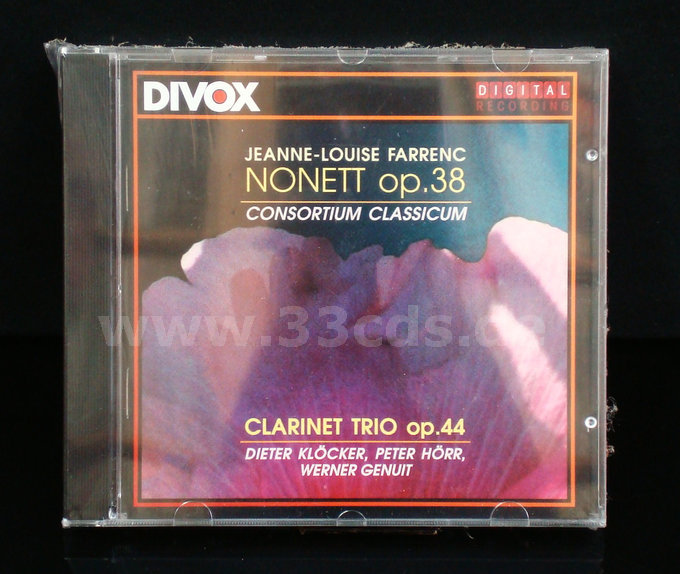 DIVOX
DIGITAL
RECORDING
JEANNE-LOUISE FARRENC
NONETT op.38
CONSORTIUM CLASSICUM
www.33cds.de
CLARINET TRIO op.44
DIETER KLÖCKER, PETER HÖRR,
WERNER GENUIT